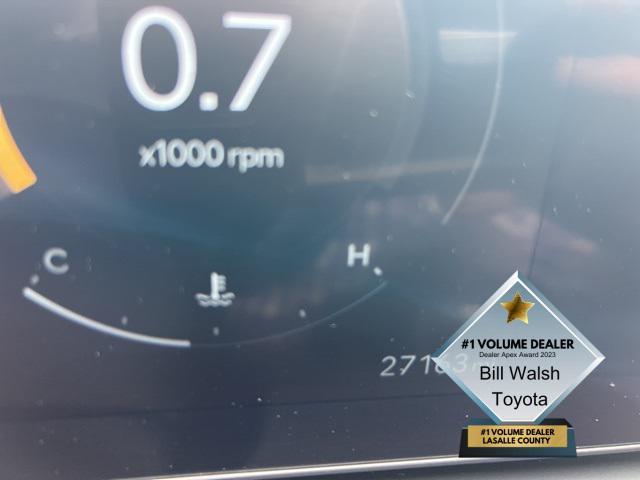 0.7
x1000 rpm
C
H
27163
#1 VOLUME DEALER
Dealer Apex Award 2023
Bill Walsh
Toyota
#1 VOLUME DEALER
LASALLE COUNTY